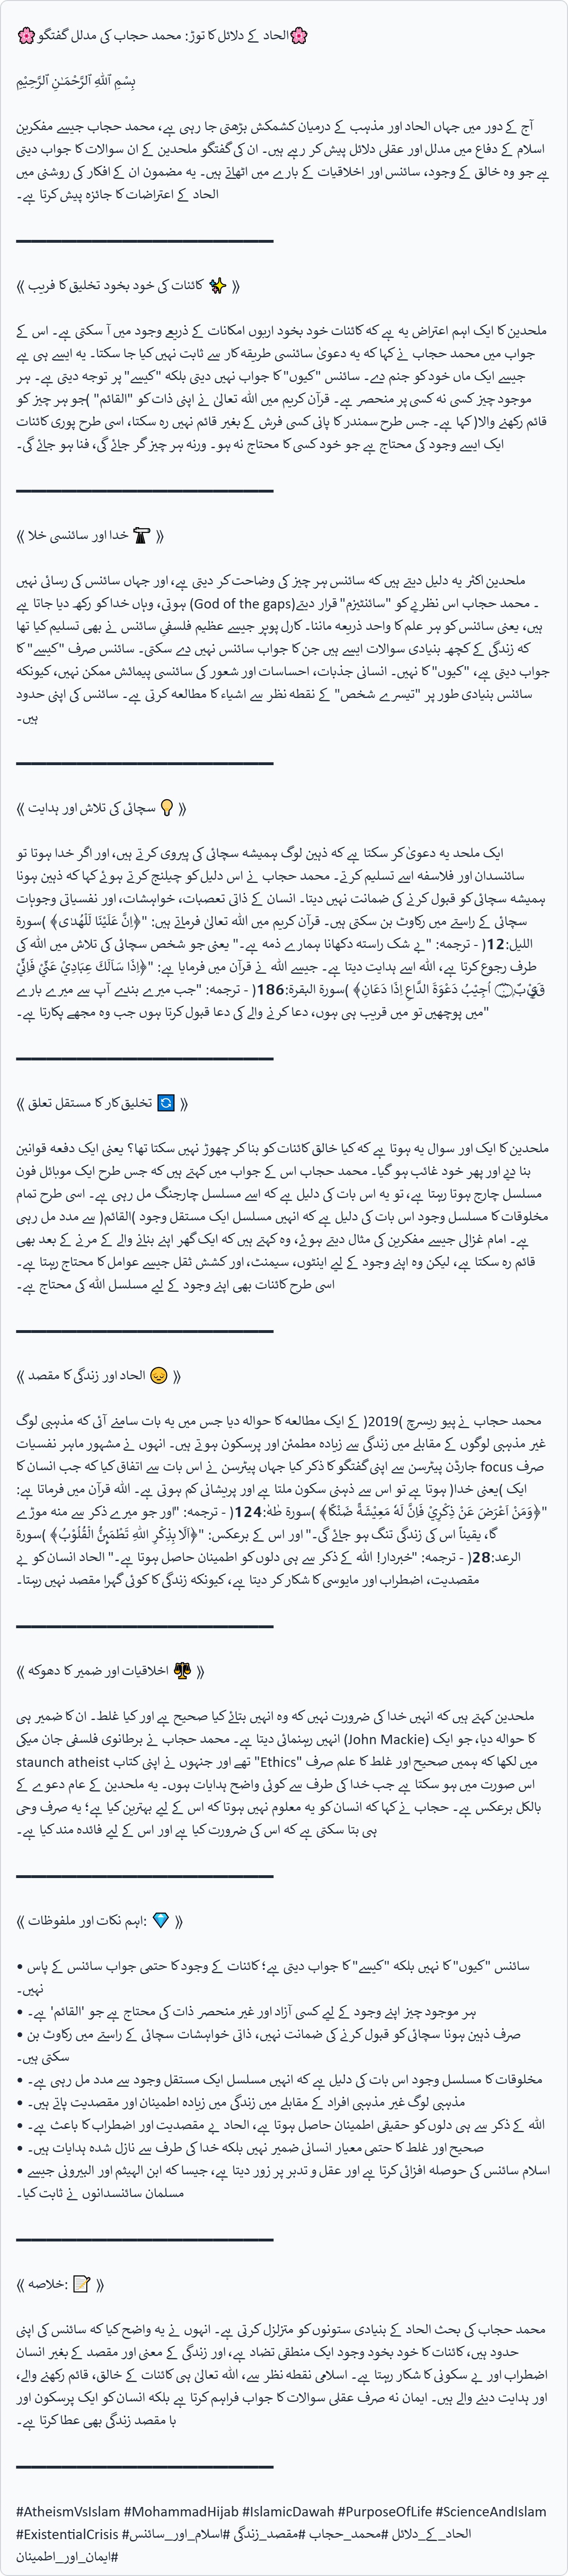 🌸الحاد کے دلائل کا توڑ: محمد حجاب کی مدلل گفتگو🌸
بِسْمِ ٱللَّهِ ٱلرَّحْمَـٰنِ ٱلرَّحِيْمِ
آج کے دور میں جہاں الحاد اور مذہب کے درمیان کشمکش بڑھتی جا رہی ہے، محمد حجاب جیسے مفکرین
اسلام کے دفاع میں مدلل اور عقلی دلائل پیش کر رہے ہیں۔ ان کی گفتگو ملحدین کے ان سوالات کا جواب دیتی
ہے جو وہ خالق کے وجود، سائنس اور اخلاقیات کے بارے میں اٹھاتے ہیں۔ یہ مضمون ان کے افکار کی روشنی میں
الحاد کے اعتراضات کا جائزہ پیش کرتا ہے۔
━━━━━━━━━━━━━━━━━━
《 ✨ کائنات کی خود بخود تخلیق کا فریب 》
ملحدین کا ایک اہم اعتراض یہ ہے کہ کائنات خود بخود اربوں امکانات کے ذریعے وجود میں آ سکتی ہے۔ اس کے
جواب میں محمد حجاب نے کہا کہ یہ دعویٰ سائنسی طریقہ کار سے ثابت نہیں کیا جا سکتا۔ یہ ایسے ہی ہے
جیسے ایک ماں خود کو جنم دے۔ سائنس "کیوں" کا جواب نہیں دیتی بلکہ "کیسے" پر توجہ دیتی ہے۔ ہر
موجود چیز کسی نہ کسی پر منحصر ہے۔ قرآن کریم میں اللہ تعالیٰ نے اپنی ذات کو "القائم" )جو ہر چیز کو
قائم رکھنے والا( کہا ہے۔ جس طرح سمندر کا پانی کسی فرش کے بغیر قائم نہیں رہ سکتا، اسی طرح پوری کائنات
ایک ایسے وجود کی محتاج ہے جو خود کسی کا محتاج نہ ہو۔ ورنہ ہر چیز گر جائے گی، فنا ہو جائے گی۔
━━━━━━━━━━━━━━━━━━
《 🔭 خدا اور سائنسی خلا 》
ملحدین اکثر یہ دلیل دیتے ہیں کہ سائنس ہر چیز کی وضاحت کر دیتی ہے، اور جہاں سائنس کی رسائی نہیں
ہوتی، وہاں خدا کو رکھ دیا جاتا ہے (God of the gaps)۔ محمد حجاب اس نظریے کو "سائنٹیزم" قرار دیتے
ہیں، یعنی سائنس کو ہر علم کا واحد ذریعہ ماننا۔ کارل پوپر جیسے عظیم فلسفیِ سائنس نے بھی تسلیم کیا تھا
کہ زندگی کے کچھ بنیادی سوالات ایسے ہیں جن کا جواب سائنس نہیں دے سکتی۔ سائنس صرف "کیسے" کا
جواب دیتی ہے، "کیوں" کا نہیں۔ انسانی جذبات، احساسات اور شعور کی سائنسی پیمائش ممکن نہیں، کیونکہ
سائنس بنیادی طور پر "تیسرے شخص" کے نقطہ نظر سے اشیاء کا مطالعہ کرتی ہے۔ سائنس کی اپنی حدود
ہیں۔
━━━━━━━━━━━━━━━━━━
《 💡 سچائی کی تلاش اور ہدایت 》
ایک ملحد یہ دعویٰ کر سکتا ہے کہ ذہین لوگ ہمیشہ سچائی کی پیروی کرتے ہیں، اور اگر خدا ہوتا تو
سائنسدان اور فلاسفہ اسے تسلیم کرتے۔ محمد حجاب نے اس دلیل کو چیلنج کرتے ہوئے کہا کہ ذہین ہونا
ہمیشہ سچائی کو قبول کرنے کی ضمانت نہیں دیتا۔ انسان کے ذاتی تعصبات، خواہشات، اور نفسیاتی وجوہات
سچائی کے راستے میں رکاوٹ بن سکتی ہیں۔ قرآن کریم میں اللہ تعالیٰ فرماتے ہیں: "﴿اِنَّ عَلَيْنَا لَلْهُدٰى﴾ )سورۃ
اللیل:12( - ترجمہ: "بے شک راستہ دکھانا ہمارے ذمہ ہے۔" یعنی جو شخص سچائی کی تلاش میں اللہ کی
طرف رجوع کرتا ہے، اللہ اسے ہدایت دیتا ہے۔ جیسے اللہ نے قرآن میں فرمایا ہے: "﴿اِذَا سَاَلَكَ عِبَادِيْ عَنِّيْ فَاِنِّيْ
قَرِيْبٌ ۝ اُجِيْبُ دَعْوَةَ الدَّاعِ اِذَا دَعَانِ﴾ )سورۃ البقرۃ:186( - ترجمہ: "جب میرے بندے آپ سے میرے بارے
میں پوچھیں تو میں قریب ہی ہوں، دعا کرنے والے کی دعا قبول کرتا ہوں جب وہ مجھے پکارتا ہے۔"
━━━━━━━━━━━━━━━━━━
《 🔄 تخلیق کار کا مستقل تعلق 》
ملحدین کا ایک اور سوال یہ ہوتا ہے کہ کیا خالق کائنات کو بنا کر چھوڑ نہیں سکتا تھا؟ یعنی ایک دفعہ قوانین
بنا دیے اور پھر خود غائب ہو گیا۔ محمد حجاب اس کے جواب میں کہتے ہیں کہ جس طرح ایک موبائل فون
مسلسل چارج ہوتا رہتا ہے، تو یہ اس بات کی دلیل ہے کہ اسے مسلسل چارجنگ مل رہی ہے۔ اسی طرح تمام
مخلوقات کا مسلسل وجود اس بات کی دلیل ہے کہ انہیں مسلسل ایک مستقل وجود )القائم( سے مدد مل رہی
ہے۔ امام غزالی جیسے مفکرین کی مثال دیتے ہوئے، وہ کہتے ہیں کہ ایک گھر اپنے بنانے والے کے مرنے کے بعد بھی
قائم رہ سکتا ہے، لیکن وہ اپنے وجود کے لیے اینٹوں، سیمنٹ، اور کشش ثقل جیسے عوامل کا محتاج رہتا ہے۔
اسی طرح کائنات بھی اپنے وجود کے لیے مسلسل اللہ کی محتاج ہے۔
━━━━━━━━━━━━━━━━━━
《 😔 الحاد اور زندگی کا مقصد 》
محمد حجاب نے پیو ریسرچ )2019( کے ایک مطالعہ کا حوالہ دیا جس میں یہ بات سامنے آئی کہ مذہبی لوگ
غیر مذہبی لوگوں کے مقابلے میں زندگی سے زیادہ مطمئن اور پرسکون ہوتے ہیں۔ انہوں نے مشہور ماہر نفسیات
جارڈن پیٹرسن سے اپنی گفتگو کا ذکر کیا جہاں پیٹرسن نے اس بات سے اتفاق کیا کہ جب انسان کا focus صرف
ایک )یعنی خدا( ہوتا ہے تو اس سے ذہنی سکون ملتا ہے اور پریشانی کم ہوتی ہے۔ اللہ قرآن میں فرماتا ہے:
"﴿وَمَنْ اَعْرَضَ عَنْ ذِكْرِيْ فَاِنَّ لَهٗ مَعِيْشَةً ضَنْكًا﴾ )سورۃ طٰہٰ:124( - ترجمہ: "اور جو میرے ذکر سے منہ موڑے
گا، یقیناً اس کی زندگی تنگ ہو جائے گی۔" اور اس کے برعکس: "﴿اَلَا بِذِكْرِ اللّٰهِ تَطْمَىِٕنُّ الْقُلُوْبُ﴾ )سورۃ
الرعد:28( - ترجمہ: "خبردار! اللہ کے ذکر سے ہی دلوں کو اطمینان حاصل ہوتا ہے۔" الحاد انسان کو بے
مقصدیت، اضطراب اور مایوسی کا شکار کر دیتا ہے، کیونکہ زندگی کا کوئی گہرا مقصد نہیں رہتا۔
━━━━━━━━━━━━━━━━━━
《 ⚖️ اخلاقیات اور ضمیر کا دھوکہ 》
ملحدین کہتے ہیں کہ انہیں خدا کی ضرورت نہیں کہ وہ انہیں بتائے کیا صحیح ہے اور کیا غلط۔ ان کا ضمیر ہی
انہیں رہنمائی دیتا ہے۔ محمد حجاب نے برطانوی فلسفی جان میکی (John Mackie) کا حوالہ دیا، جو ایک
staunch atheist تھے اور جنہوں نے اپنی کتاب "Ethics" میں لکھا کہ ہمیں صحیح اور غلط کا علم صرف
اس صورت میں ہو سکتا ہے جب خدا کی طرف سے کوئی واضح ہدایات ہوں۔ یہ ملحدین کے عام دعوے کے
بالکل برعکس ہے۔ حجاب نے کہا کہ انسان کو یہ معلوم نہیں ہوتا کہ اس کے لیے بہترین کیا ہے؛ یہ صرف وحی
ہی بتا سکتی ہے کہ اس کی ضرورت کیا ہے اور اس کے لیے فائدہ مند کیا ہے۔
━━━━━━━━━━━━━━━━━━
《 💎 :اہم نکات اور ملفوظات 》
• سائنس "کیوں" کا نہیں بلکہ "کیسے" کا جواب دیتی ہے؛ کائنات کے وجود کا حتمی جواب سائنس کے پاس
نہیں۔
• ہر موجود چیز اپنے وجود کے لیے کسی آزاد اور غیر منحصر ذات کی محتاج ہے جو 'القائم' ہے۔
• صرف ذہین ہونا سچائی کو قبول کرنے کی ضمانت نہیں، ذاتی خواہشات سچائی کے راستے میں رکاوٹ بن
سکتی ہیں۔
• مخلوقات کا مسلسل وجود اس بات کی دلیل ہے کہ انہیں مسلسل ایک مستقل وجود سے مدد مل رہی ہے۔
• مذہبی لوگ غیر مذہبی افراد کے مقابلے میں زندگی میں زیادہ اطمینان اور مقصدیت پاتے ہیں۔
• اللہ کے ذکر سے ہی دلوں کو حقیقی اطمینان حاصل ہوتا ہے، الحاد بے مقصدیت اور اضطراب کا باعث ہے۔
• صحیح اور غلط کا حتمی معیار انسانی ضمیر نہیں بلکہ خدا کی طرف سے نازل شدہ ہدایات ہیں۔
• اسلام سائنس کی حوصلہ افزائی کرتا ہے اور عقل و تدبر پر زور دیتا ہے، جیسا کہ ابن الہیثم اور البیرونی جیسے
مسلمان سائنسدانوں نے ثابت کیا۔
━━━━━━━━━━━━━━━━━━
《 📝 :خلاصہ 》
محمد حجاب کی بحث الحاد کے بنیادی ستونوں کو متزلزل کرتی ہے۔ انہوں نے یہ واضح کیا کہ سائنس کی اپنی
حدود ہیں، کائنات کا خود بخود وجود ایک منطقی تضاد ہے، اور زندگی کے معنی اور مقصد کے بغیر انسان
اضطراب اور بے سکونی کا شکار رہتا ہے۔ اسلامی نقطہ نظر سے، اللہ تعالیٰ ہی کائنات کے خالق، قائم رکھنے والے،
اور ہدایت دینے والے ہیں۔ ایمان نہ صرف عقلی سوالات کا جواب فراہم کرتا ہے بلکہ انسان کو ایک پرسکون اور
با مقصد زندگی بھی عطا کرتا ہے۔
━━━━━━━━━━━━━━━━━━
#AtheismVsIslam #MohammadHijab #IslamicDawah #PurposeOfLife #ScienceAndIslam
#ExistentialCrisis #الحاد_کے_دلائل #محمد_حجاب #مقصد_زندگی #اسلام_اور_سائنس
#ایمان_اور_اطمینان